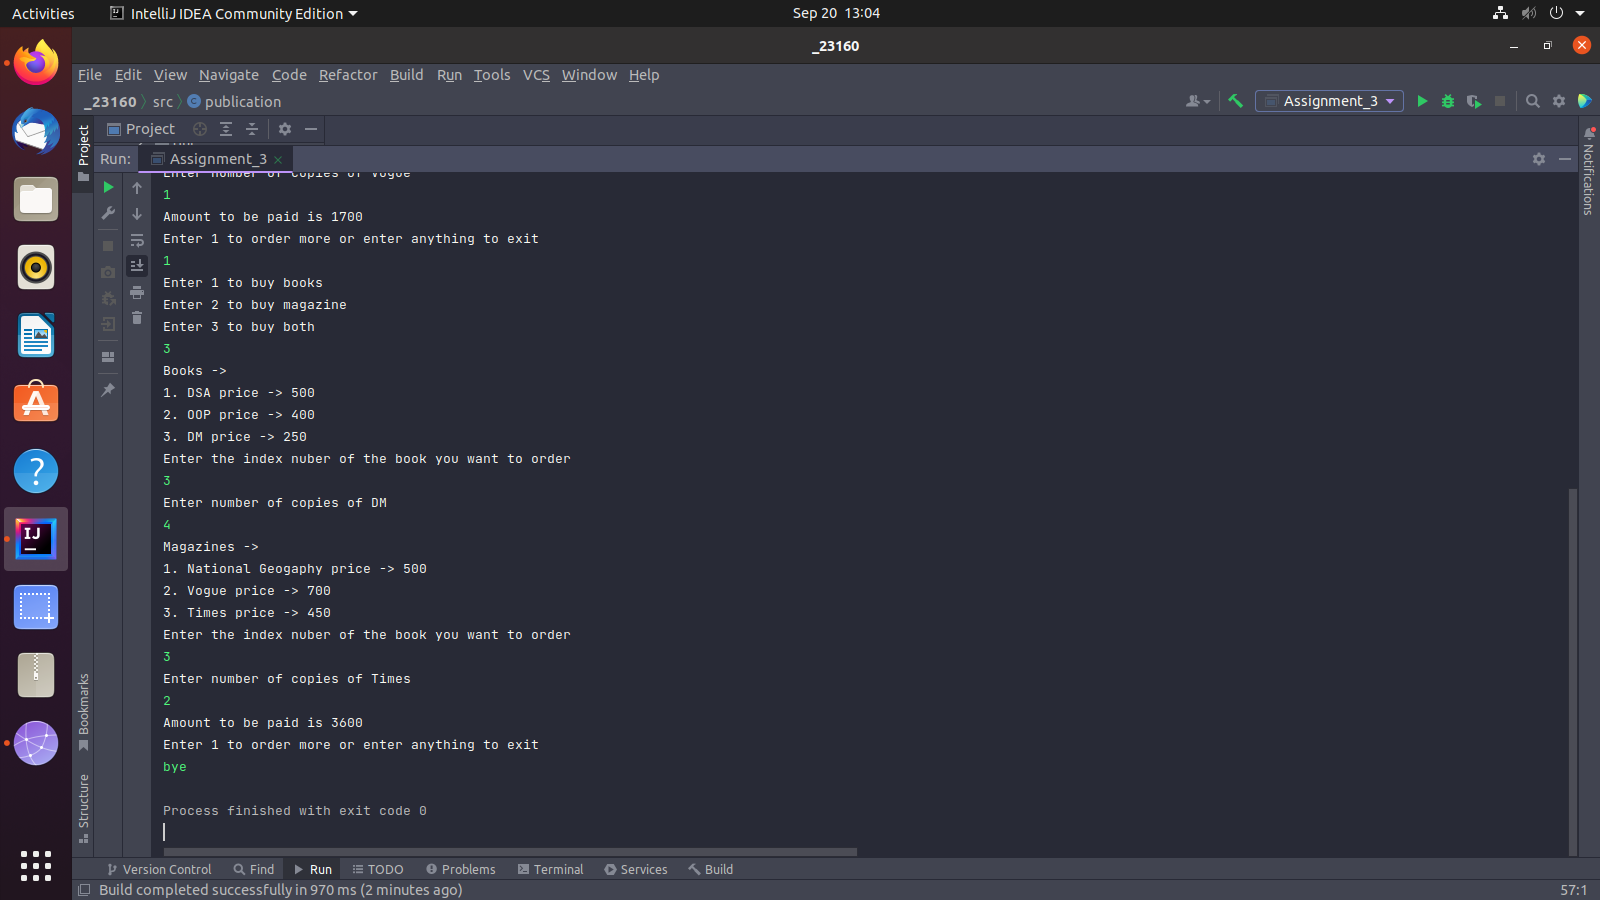 Activities
IntelliJ IDEA Community Edition
Sep 20 13:04
_23160
File Edit View Navigate Code Refactor Build Run Tools VCS Window Help
_23160 src publication
Assignment_3
Project
Project
Notifications
Run: Assignment_3
Enter number of copies of Vogue
1
Amount to be paid is 1700
Enter 1 to order more or enter anything to exit
1
Enter 1 to buy books
Enter 2 to buy magazine
Enter 3 to buy both
3
Books ->
1. DSA price -> 500
2. OOP price -> 400
3. DM price -> 250
Enter the index nuber of the book you want to order
3
Enter number of copies of DM
4
Magazines ->
1. National Geogaphy price -> 500
2. Vogue price -> 700
3. Times price -> 450
Enter the index nuber of the book you want to order
3
Enter number of copies of Times
2
Amount to be paid is 3600
Enter 1 to order more or enter anything to exit
bye
Process finished with exit code 0
Bookmarks
Structure
Version Control Find Run TODO Problems Terminal Services Build
Build completed successfully in 970 ms (2 minutes ago)
57:1